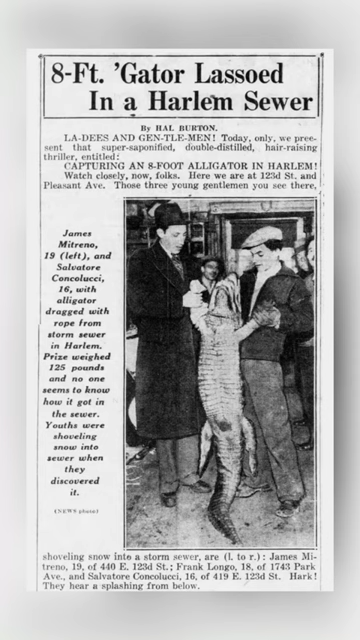 8-Ft. 'Gator Lassoed
In a Harlem Sewer
By HAL BURTON.
LA-DEES AND GEN-TLE-MEN! Today, only, we pree-
sent that super-saponified, double-distilled, hair-raising
thriller, entitled:
CAPTURING AN 8-FOOT ALLIGATOR IN HARLEM!
Watch closely, now, folks. Here we are at 123d St. and
Pleasant Ave. Those three young gentlemen you see there,
James
Mitreno,
19 (left), and
Salvatore
Concolucci,
16, with
alligator
dragged with
rope from
storm sewer
in Harlem.
Prize weighed
125 pounds
and no one
seems to know
how it got in
the sewer.
Youths were
shoveling
snow into
sewer when
they
discovered
it.
(NEWS photo)
shoveling snow into a storm sewer, are (l. to r.): James Mi-
treno, 19, of 440 E. 123d St.; Frank Longo, 18, of 1743 Park
Ave., and Salvatore Concolucci, 16, of 419 E. 123d St. Hark!
They hear a splashing from below.